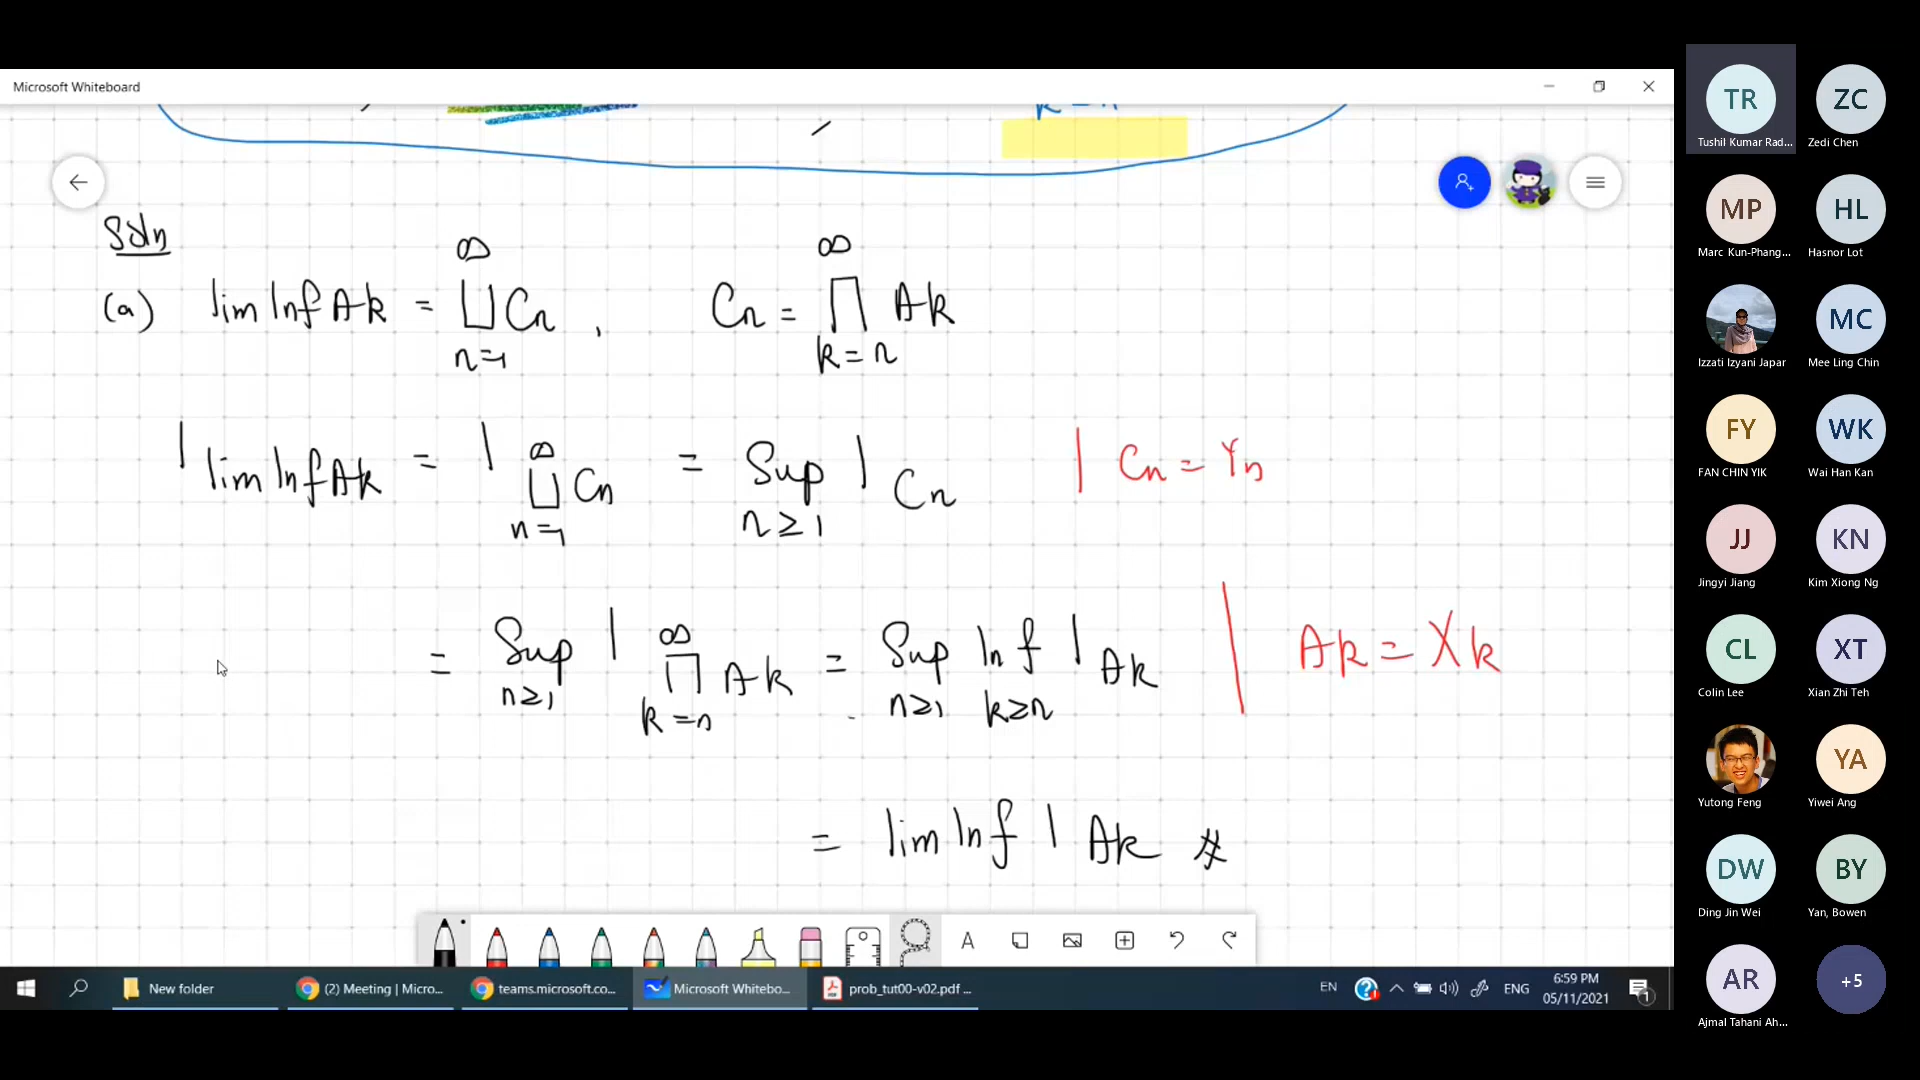 Microsoft Whiteboard
k = n
Soln
(a) lim Inf Ak = ∞ ⊔ n=1 Cn , Cn = ∞ ∏ k=n Ak
1 lim Inf Ak = 1 ∞ ⊔ n=1 Cn = Sup n≥1 1 Cn | Cn = Yn
= Sup n≥1 1 ∞ ∏ k=n Ak = Sup n≥1 Inf k≥n 1 Ak | Ak = Xk
= lim Inf 1 Ak #
TR ZC
Tushil Kumar Rad... Zedi Chen
MP HL
Marc Kun-Phang... Hasnor Lot
MC
Izzati Izyani Japar Mee Ling Chin
FY WK
FAN CHIN YIK Wai Han Kan
JJ KN
Jingyi Jiang Kim Xiong Ng
CL XT
Colin Lee Xian Zhi Teh
YA
Yutong Feng Yiwei Ang
DW BY
Ding Jin Wei Yan, Bowen
AR +5
Ajmal Tahani Ah...
A
New folder (2) Meeting | Micro... teams.microsoft.co... Microsoft Whitebo... prob_tut00-v02.pdf ... EN ENG 6:59 PM 1
05/11/2021